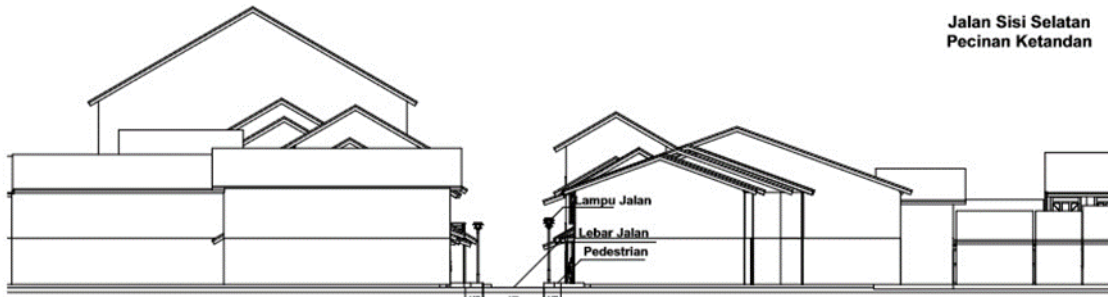 Jalan Sisi Selatan
Pecinan Ketandan
Lampu Jalan
Lebar Jalan
Pedestrian